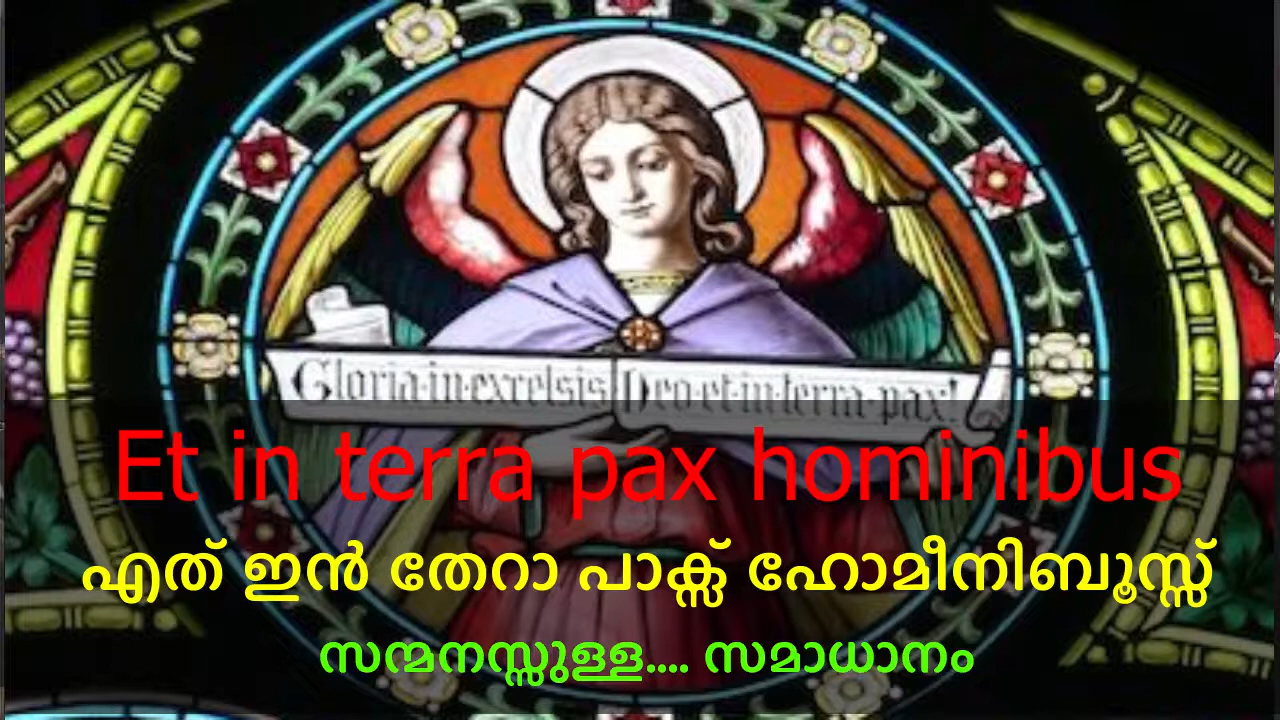 Gloria·in·excelsis Deo·et·in·terra·pax!
Et in terra pax hominibus
എത് ഇൻ തേറാ പാക്സ് ഹോമീനിബൂസ്സ്
സന്മനസ്സുള്ള.... സമാധാനം